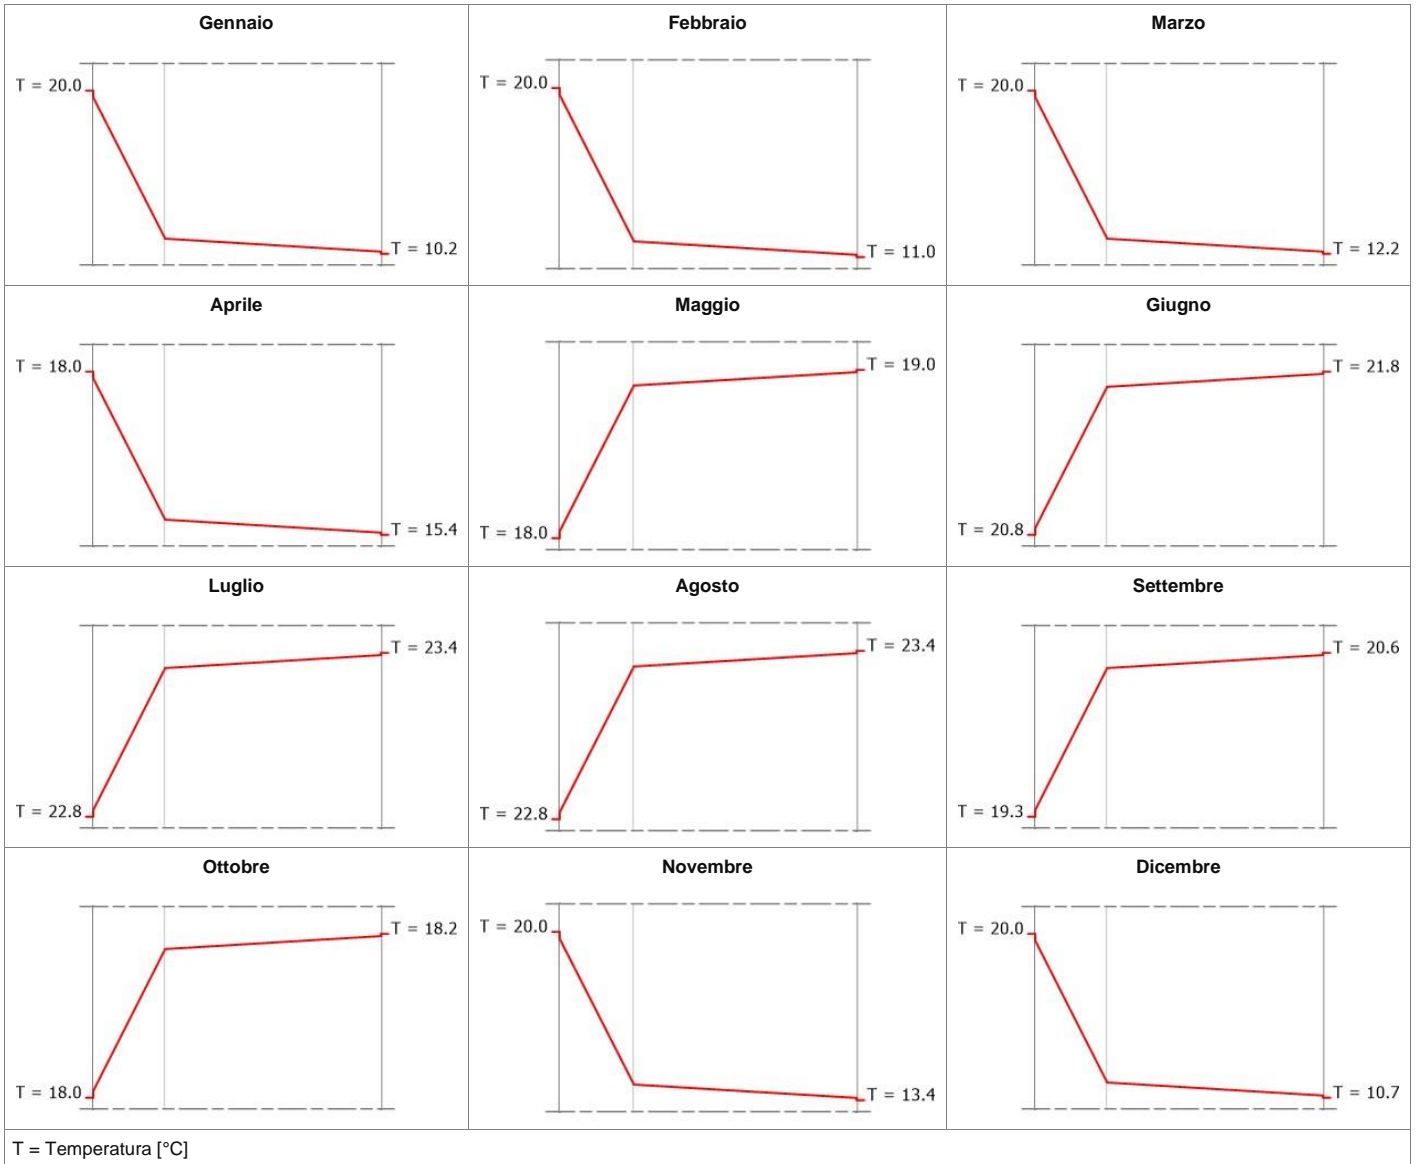 Gennaio
T = 20.0
T = 10.2
Febbraio
T = 20.0
T = 11.0
Marzo
T = 20.0
T = 12.2
Aprile
T = 18.0
T = 15.4
Maggio
T = 19.0
T = 18.0
Giugno
T = 21.8
T = 20.8
Luglio
T = 23.4
T = 22.8
Agosto
T = 23.4
T = 22.8
Settembre
T = 20.6
T = 19.3
Ottobre
T = 18.2
T = 18.0
Novembre
T = 20.0
T = 13.4
Dicembre
T = 20.0
T = 10.7
T = Temperatura [°C]